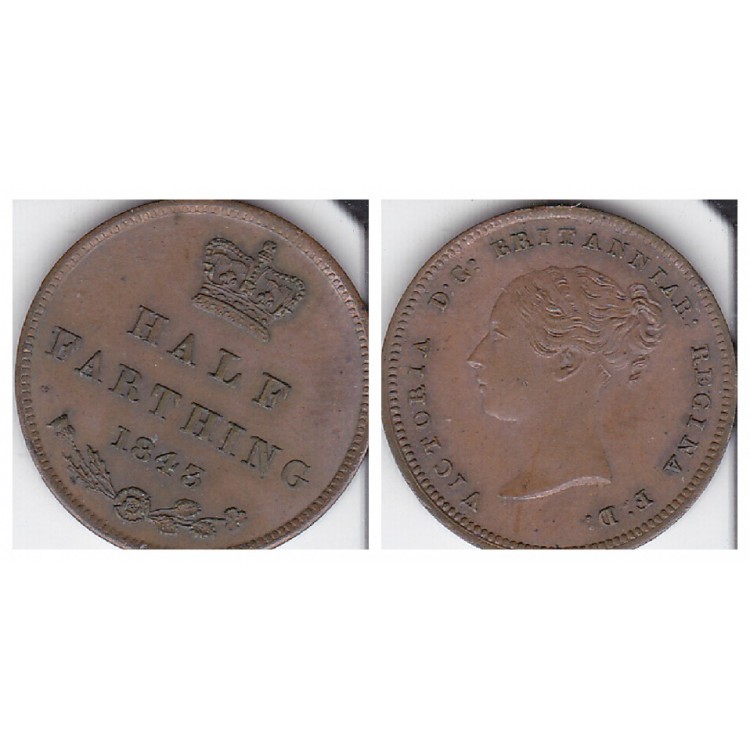 HALF
FARTHING
1843
VICTORIA D: G: BRITANNIAR: REGINA F: D: